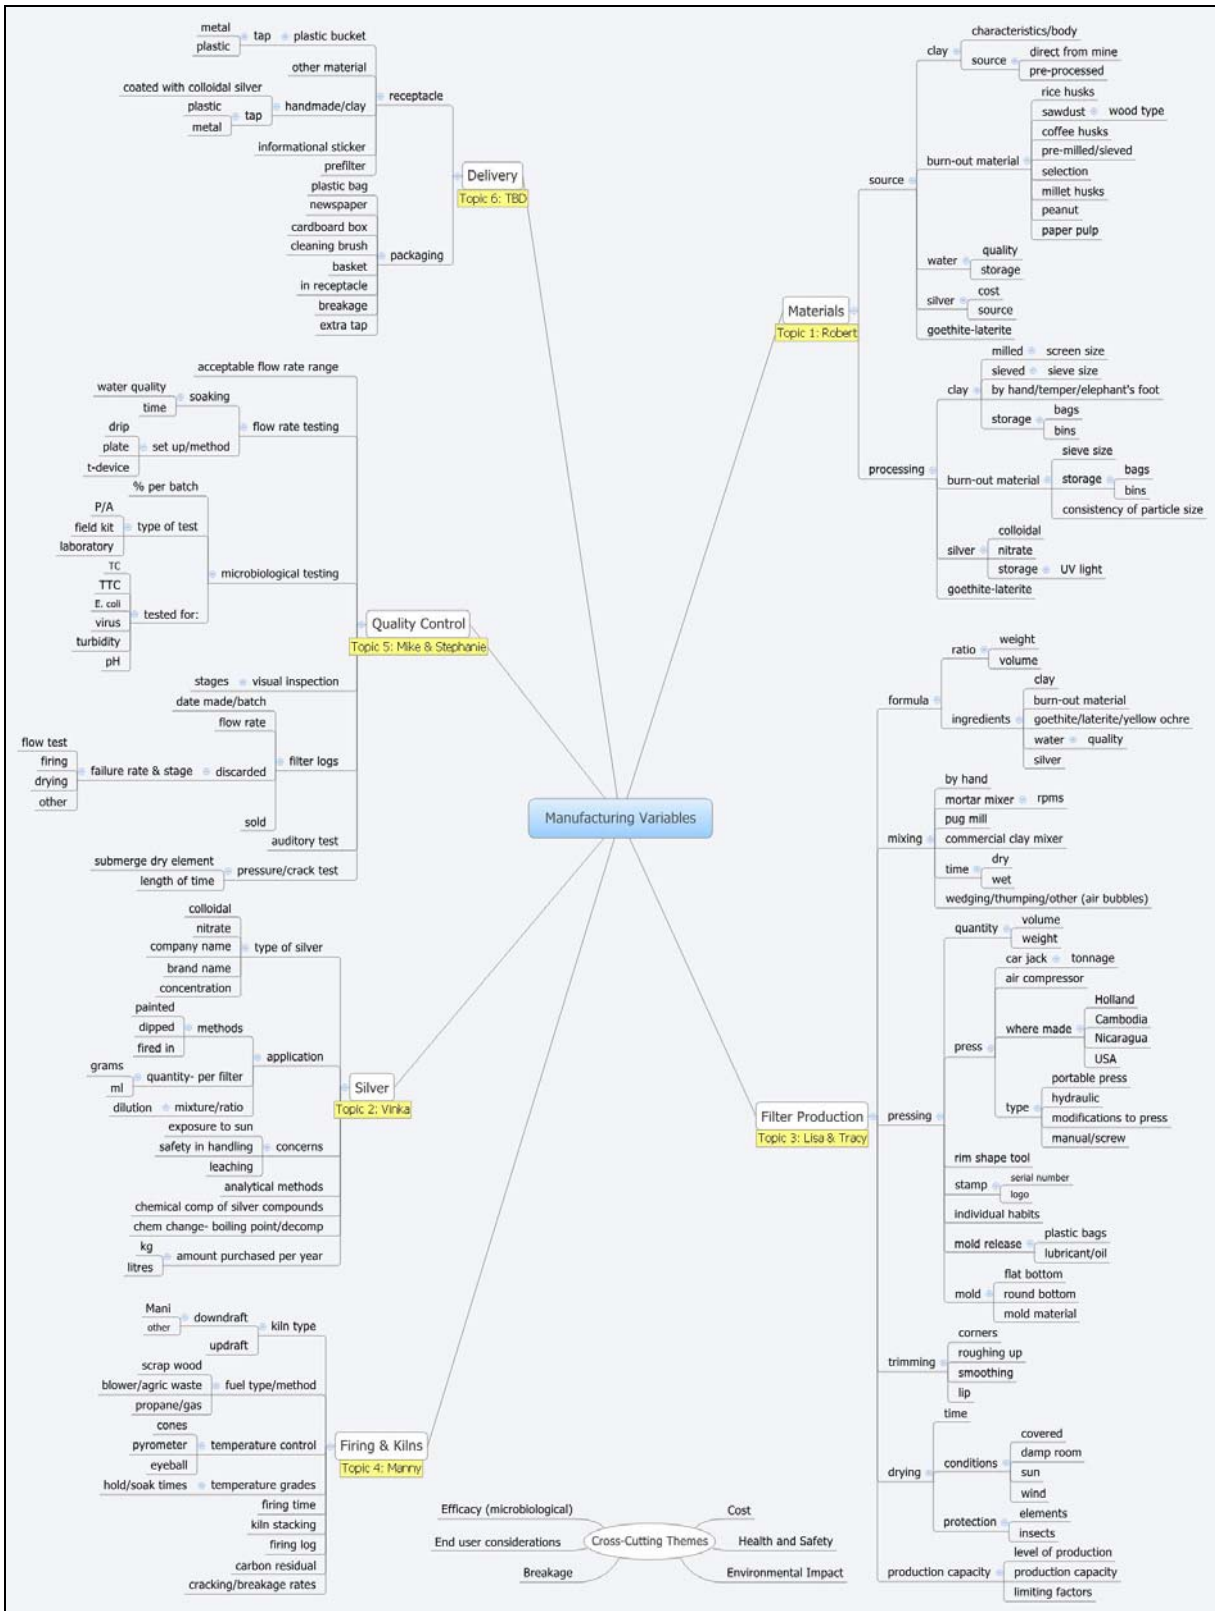 Manufacturing Variables
Delivery
Topic 6: TBD
receptacle
plastic bucket
tap
metal
plastic
other material
handmade/clay
coated with colloidal silver
tap
plastic
metal
informational sticker
prefilter
packaging
plastic bag
newspaper
cardboard box
cleaning brush
basket
in receptacle
breakage
extra tap
Quality Control
Topic 5: Mike & Stephanie
acceptable flow rate range
flow rate testing
soaking
water quality
time
set up/method
drip
plate
t-device
microbiological testing
% per batch
type of test
P/A
field kit
laboratory
tested for:
TC
TTC
E. coli
virus
turbidity
pH
visual inspection
stages
filter logs
date made/batch
flow rate
discarded
failure rate & stage
flow test
firing
drying
other
sold
auditory test
pressure/crack test
submerge dry element
length of time
Silver
Topic 2: Vinka
type of silver
colloidal
nitrate
company name
brand name
concentration
application
methods
painted
dipped
fired in
quantity- per filter
grams
ml
mixture/ratio
dilution
concerns
exposure to sun
safety in handling
leaching
analytical methods
chemical comp of silver compounds
chem change- boiling point/decomp
amount purchased per year
kg
litres
Firing & Kilns
Topic 4: Manny
kiln type
downdraft
Mani
other
updraft
fuel type/method
scrap wood
blower/agric waste
propane/gas
temperature control
cones
pyrometer
eyeball
temperature grades
hold/soak times
firing time
kiln stacking
firing log
carbon residual
cracking/breakage rates
Materials
Topic 1: Robert
source
clay
characteristics/body
source
direct from mine
pre-processed
burn-out material
rice husks
sawdust
wood type
coffee husks
pre-milled/sieved
selection
millet husks
peanut
paper pulp
water
quality
storage
silver
cost
source
goethite-laterite
processing
clay
milled
screen size
sieved
sieve size
by hand/temper/elephant's foot
storage
bags
bins
burn-out material
sieve size
storage
bags
bins
consistency of particle size
silver
colloidal
nitrate
storage
UV light
goethite-laterite
Filter Production
Topic 3: Lisa & Tracy
formula
ratio
weight
volume
ingredients
clay
burn-out material
goethite/laterite/yellow ochre
water
quality
silver
mixing
by hand
mortar mixer
rpms
pug mill
commercial clay mixer
time
dry
wet
wedging/thumping/other (air bubbles)
pressing
quantity
volume
weight
press
car jack
tonnage
air compressor
where made
Holland
Cambodia
Nicaragua
USA
type
portable press
hydraulic
modifications to press
manual/screw
rim shape tool
stamp
serial number
logo
individual habits
mold release
plastic bags
lubricant/oil
mold
flat bottom
round bottom
mold material
trimming
corners
roughing up
smoothing
lip
drying
time
conditions
covered
damp room
sun
wind
protection
elements
insects
production capacity
level of production
production capacity
limiting factors
Cross-Cutting Themes
Efficacy (microbiological)
End user considerations
Breakage
Cost
Health and Safety
Environmental Impact